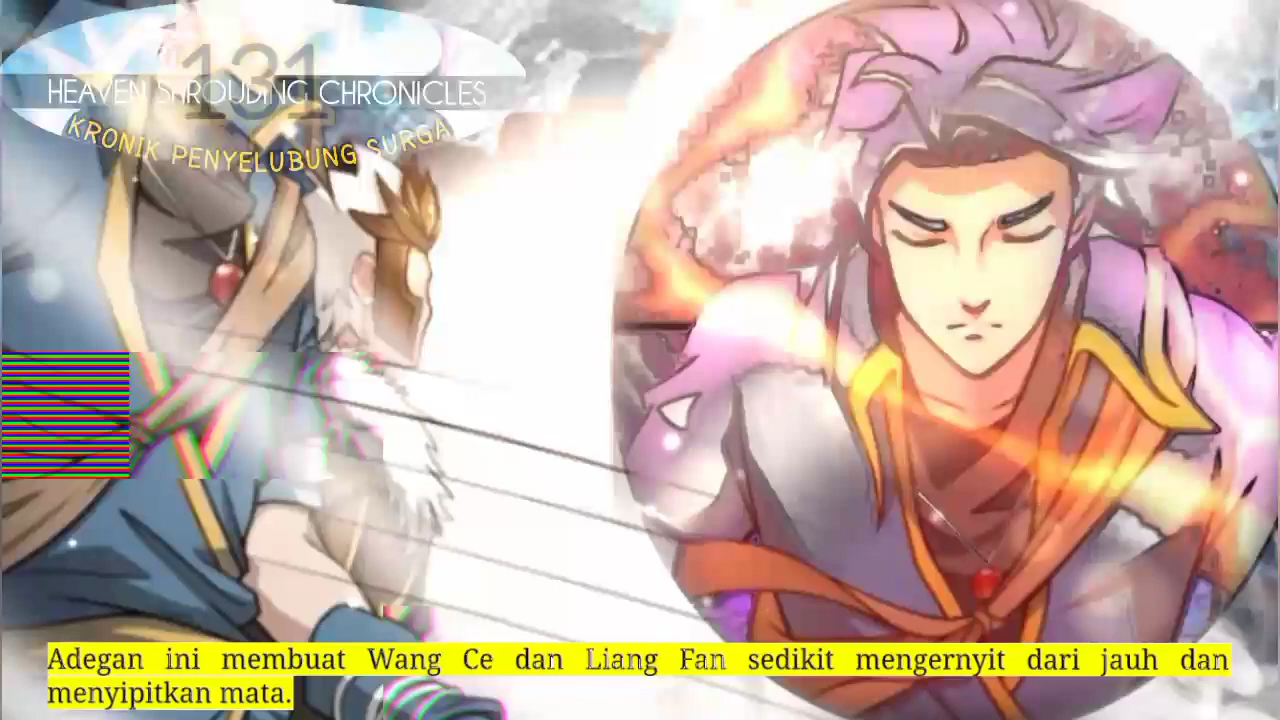 131
HEAVEN SHROUDING CHRONICLES
KRONIK PENYELUBUNG SURGA
Adegan ini membuat Wang Ce dan Liang Fan sedikit mengernyit dari jauh dan
menyipitkan mata.